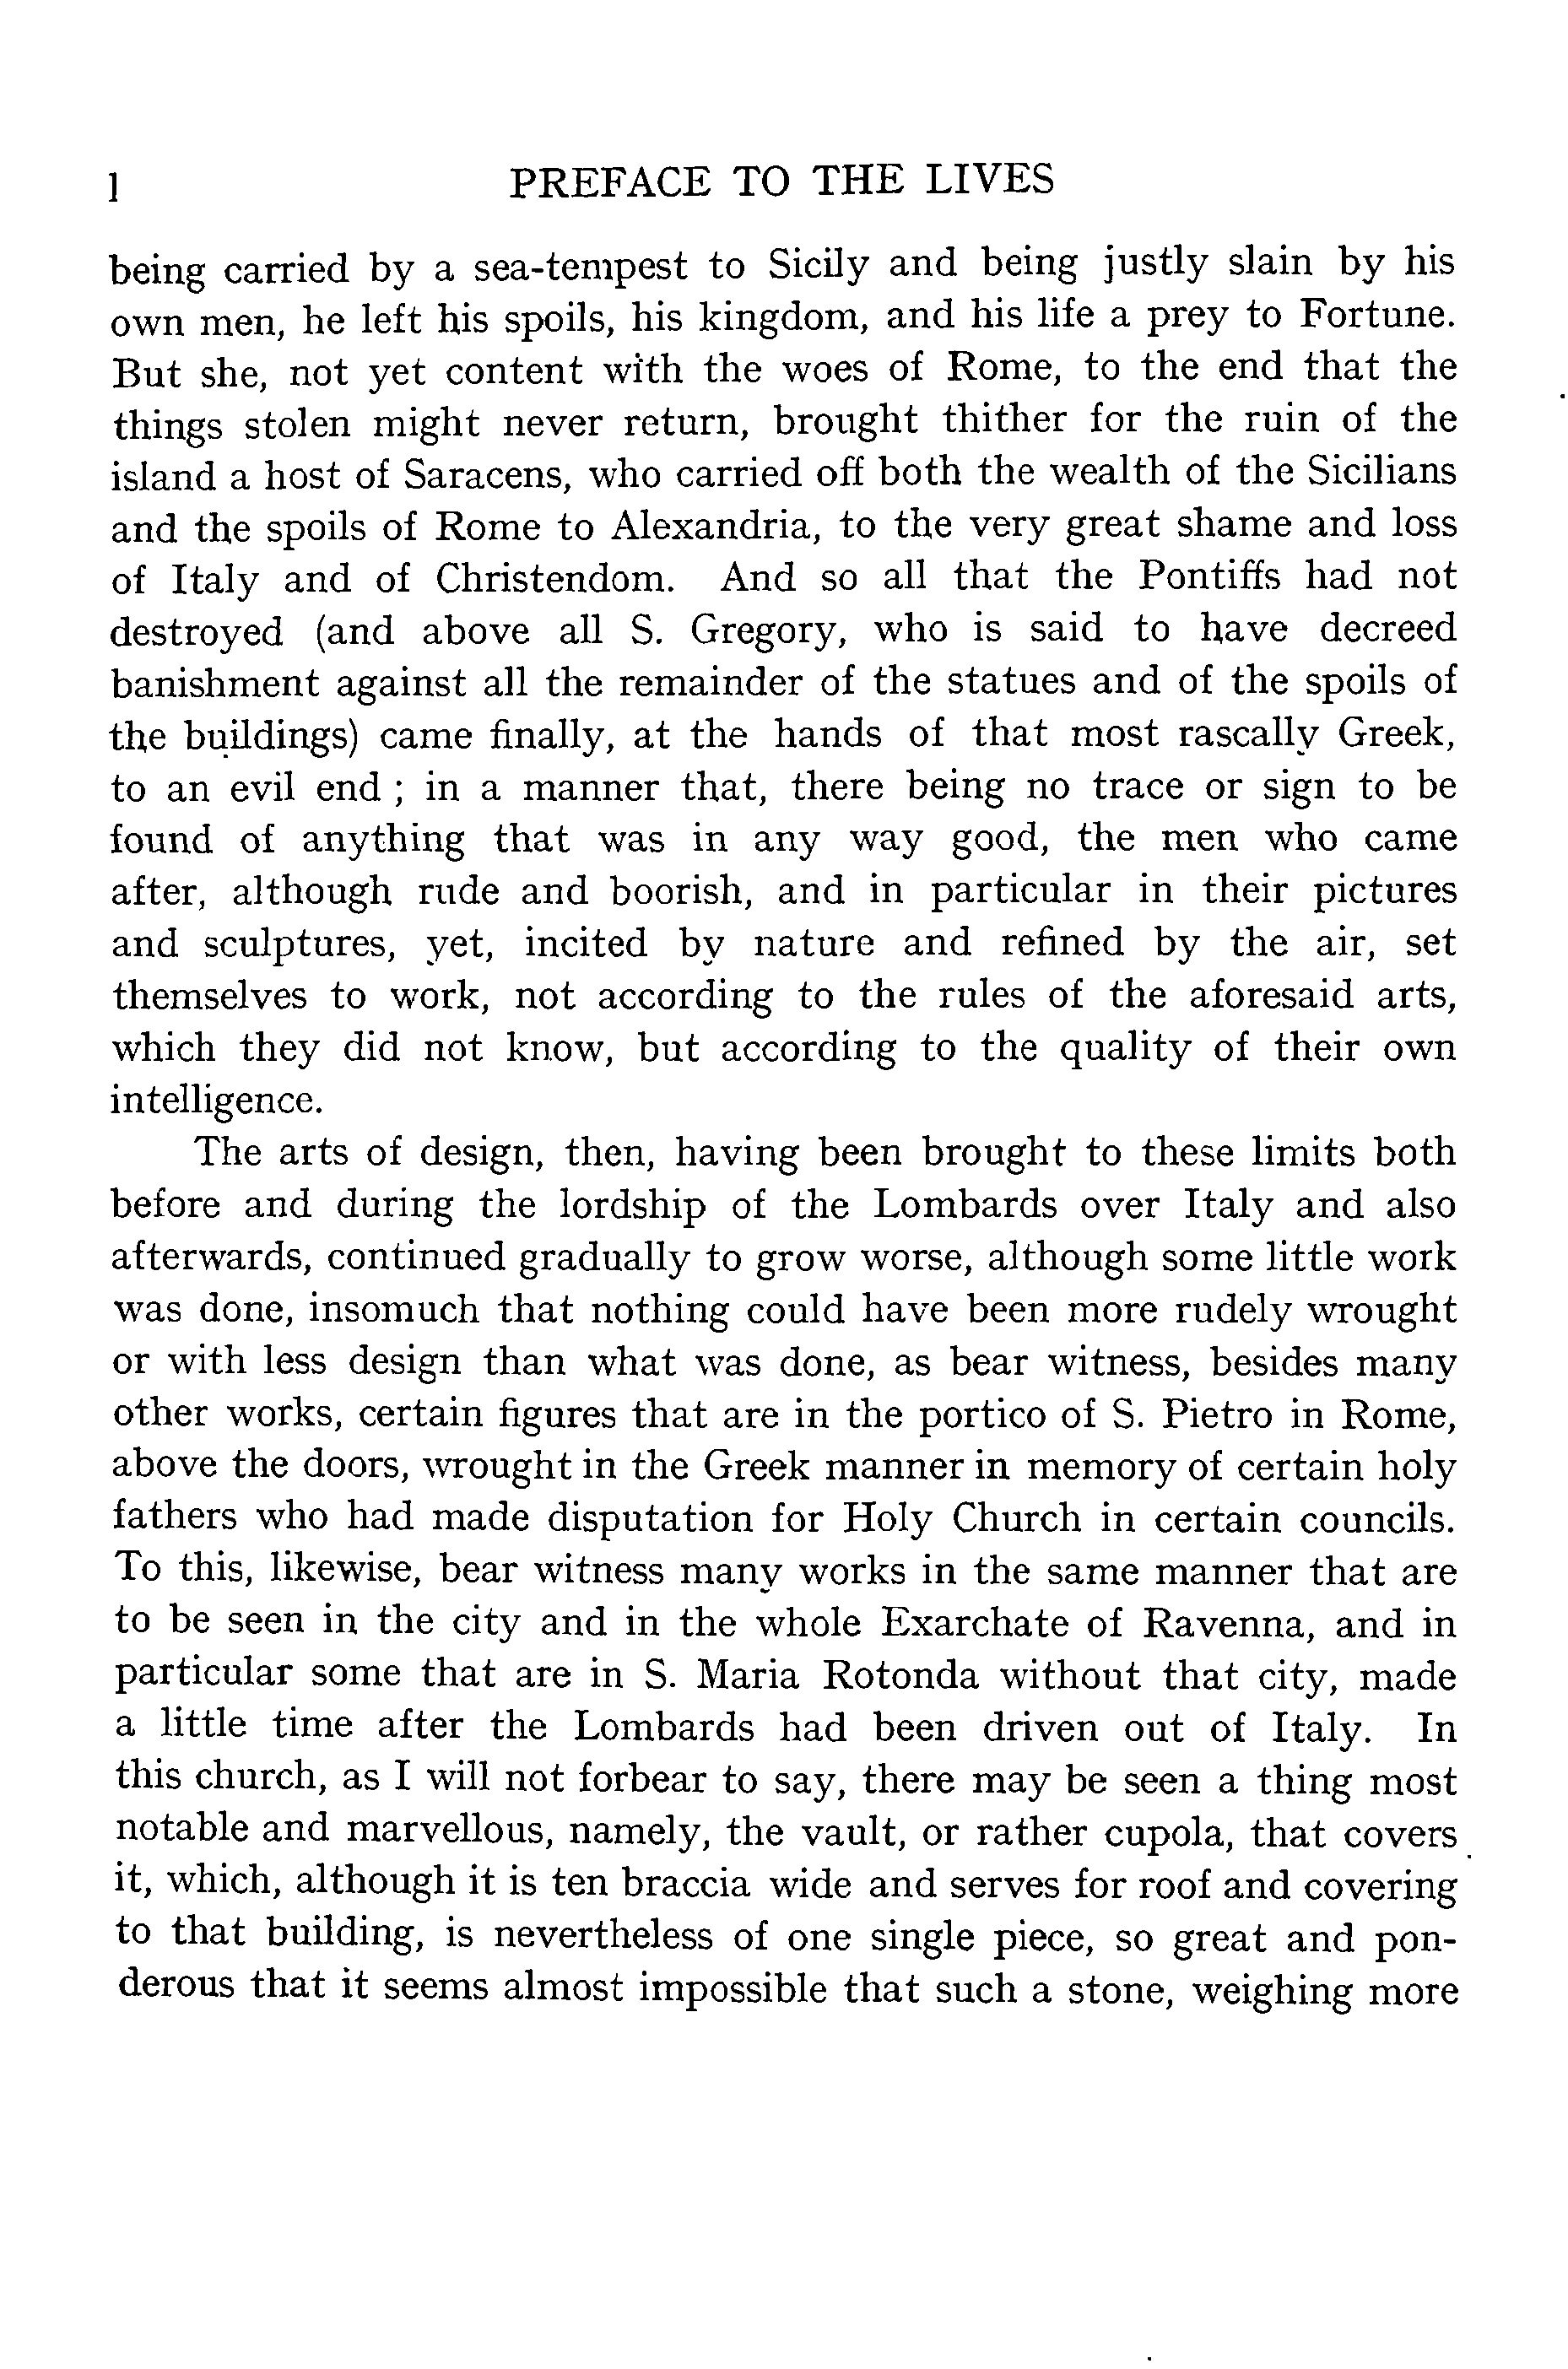 l PREFACE TO THE LIVES
being carried by a sea-tempest to Sicily and being justly slain by his
own men, he left his spoils, his kingdom, and his life a prey to Fortune.
But she, not yet content with the woes of Rome, to the end that the
things stolen might never return, brought thither for the ruin of the
island a host of Saracens, who carried off both the wealth of the Sicilians
and the spoils of Rome to Alexandria, to the very great shame and loss
of Italy and of Christendom. And so all that the Pontiffs had not
destroyed (and above all S. Gregory, who is said to have decreed
banishment against all the remainder of the statues and of the spoils of
the buildings) came finally, at the hands of that most rascally Greek,
to an evil end ; in a manner that, there being no trace or sign to be
found of anything that was in any way good, the men who came
after, although rude and boorish, and in particular in their pictures
and sculptures, yet, incited by nature and refined by the air, set
themselves to work, not according to the rules of the aforesaid arts,
which they did not know, but according to the quality of their own
intelligence.
The arts of design, then, having been brought to these limits both
before and during the lordship of the Lombards over Italy and also
afterwards, continued gradually to grow worse, although some little work
was done, insomuch that nothing could have been more rudely wrought
or with less design than what was done, as bear witness, besides many
other works, certain figures that are in the portico of S. Pietro in Rome,
above the doors, wrought in the Greek manner in memory of certain holy
fathers who had made disputation for Holy Church in certain councils.
To this, likewise, bear witness many works in the same manner that are
to be seen in the city and in the whole Exarchate of Ravenna, and in
particular some that are in S. Maria Rotonda without that city, made
a little time after the Lombards had been driven out of Italy. In
this church, as I will not forbear to say, there may be seen a thing most
notable and marvellous, namely, the vault, or rather cupola, that covers
it, which, although it is ten braccia wide and serves for roof and covering
to that building, is nevertheless of one single piece, so great and pon-
derous that it seems almost impossible that such a stone, weighing more